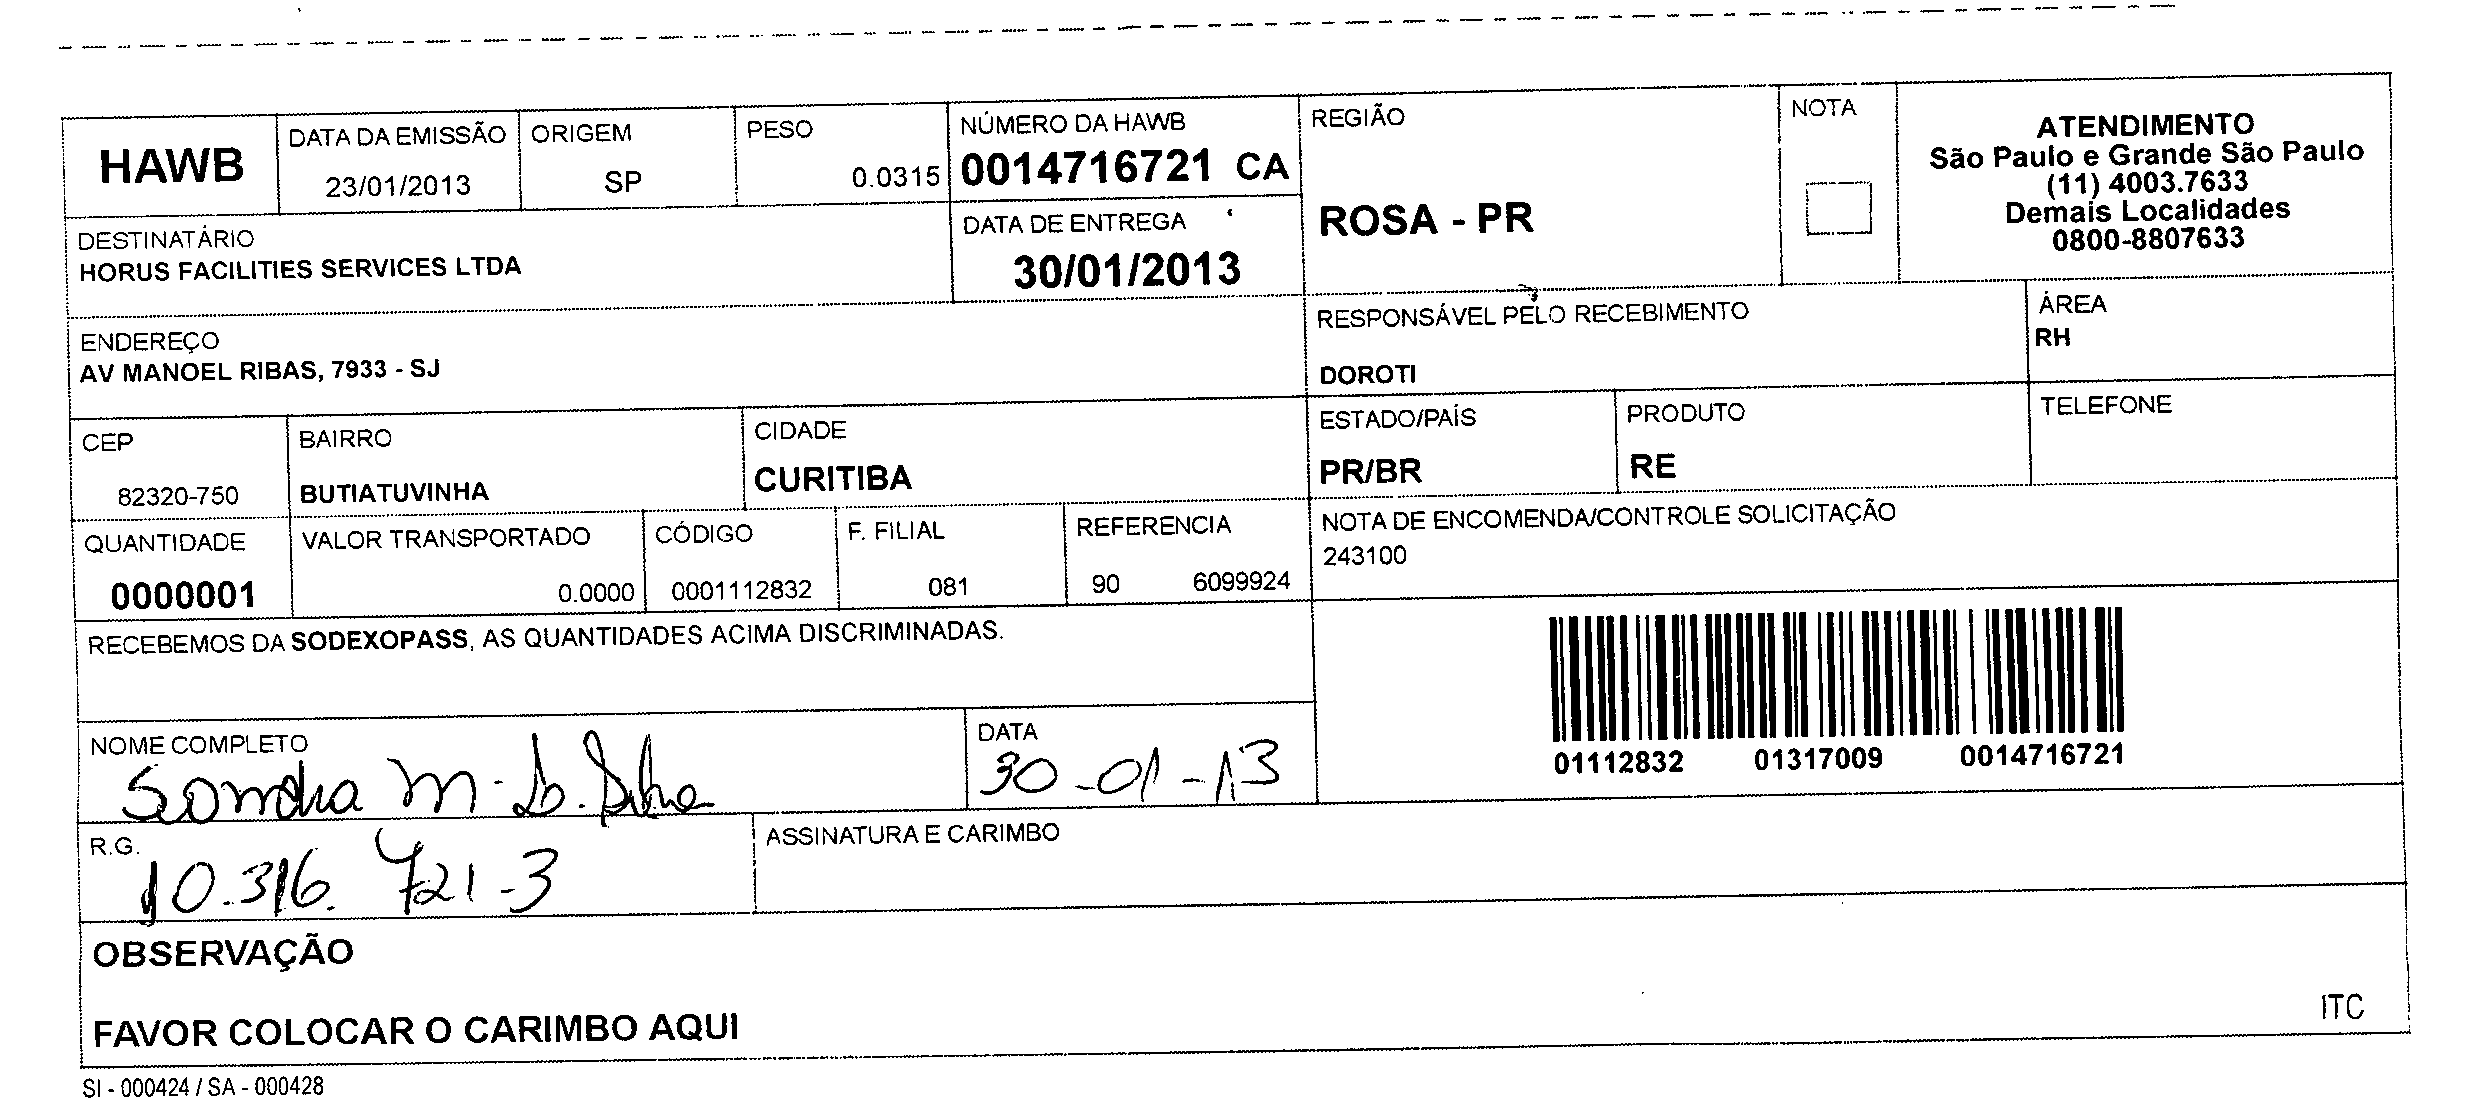 HAWB
DATA DA EMISSÃO
23/01/2013
ORIGEM
SP
PESO
0.0315
NÚMERO DA HAWB
0014716721 CA
REGIÃO
ROSA - PR
NOTA
ATENDIMENTO
São Paulo e Grande São Paulo
(11) 4003.7633
Demais Localidades
0800-8807633
DESTINATÁRIO
HORUS FACILITIES SERVICES LTDA
DATA DE ENTREGA
30/01/2013
ENDEREÇO
AV MANOEL RIBAS, 7933 - SJ
RESPONSÁVEL PELO RECEBIMENTO
DOROTI
ÁREA
RH
CEP
82320-750
BAIRRO
BUTIATUVINHA
CIDADE
CURITIBA
ESTADO/PAÍS
PR/BR
PRODUTO
RE
TELEFONE
QUANTIDADE
0000001
VALOR TRANSPORTADO
0.0000
CÓDIGO
0001112832
F. FILIAL
081
REFERENCIA
90 6099924
NOTA DE ENCOMENDA/CONTROLE SOLICITAÇÃO
243100
RECEBEMOS DA SODEXOPASS, AS QUANTIDADES ACIMA DISCRIMINADAS.
01112832 01317009 0014716721
NOME COMPLETO
Sandra M. D. Silva
DATA
30-01-13
R.G.
10.316.721-3
ASSINATURA E CARIMBO
OBSERVAÇÃO
FAVOR COLOCAR O CARIMBO AQUI
ITC
SI - 000424 / SA - 000428